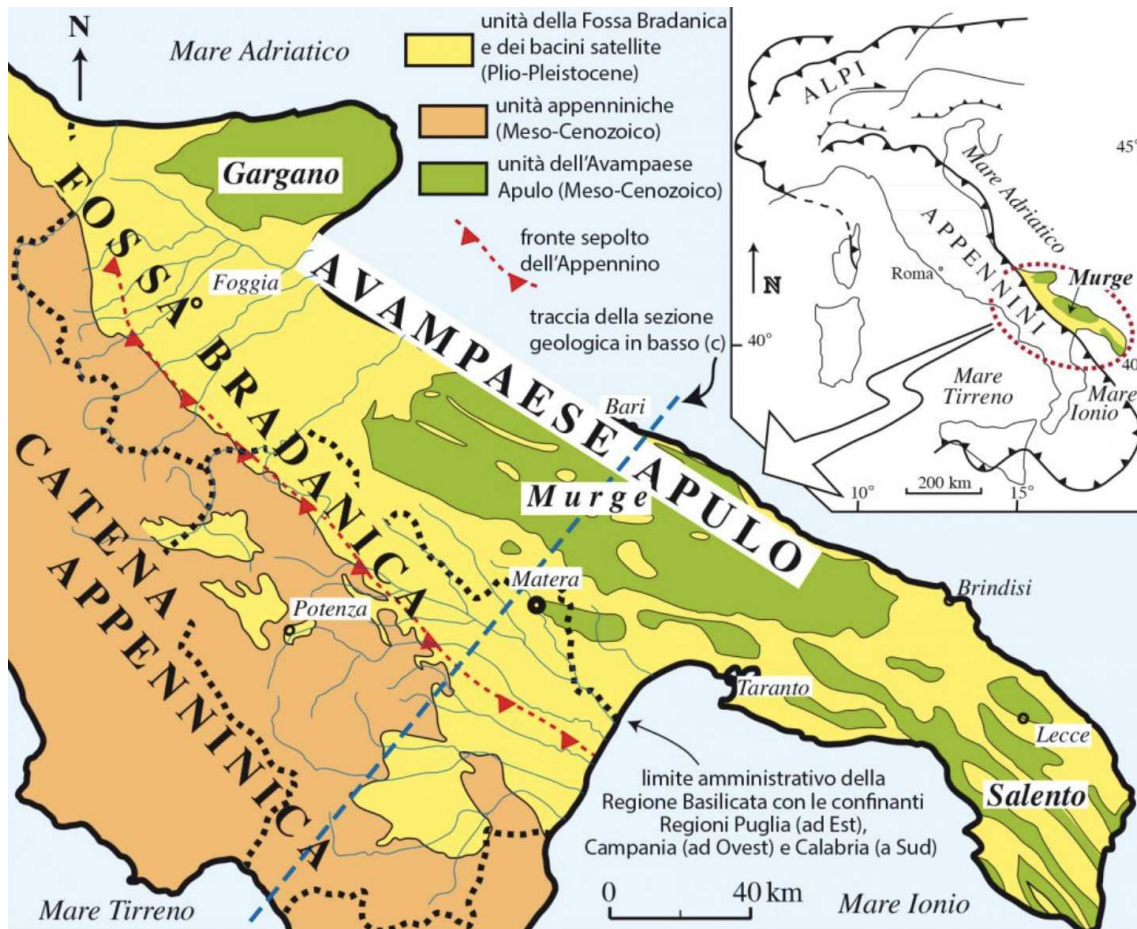 N
Mare Adriatico
unità della Fossa Bradanica
e dei bacini satellite
(Plio-Pleistocene)
unità appenniniche
(Meso-Cenozoico)
unità dell'Avampaese
Apulo (Meso-Cenozoico)
fronte sepolto
dell'Appennino
traccia della sezione
geologica in basso (c)
ALPI
45°
Mare Adriatico
APPENNINI
N
Roma
Murge
40°
40
Mare
Tirreno
Mare
Ionio
10°
200 km
15°
Gargano
FOSSA BRADANICA
Foggia
AVAMPAESE APULO
Bari
Murge
CATENA
APPENNINICA
Matera
Potenza
Brindisi
Taranto
Lecce
Salento
limite amministrativo della
Regione Basilicata con le confinanti
Regioni Puglia (ad Est),
Campania (ad Ovest) e Calabria (a Sud)
0 40 km
Mare Tirreno
Mare Ionio